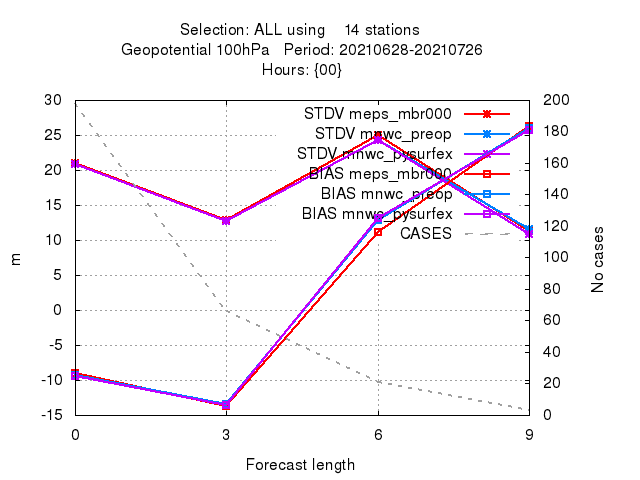 Selection: ALL using    14 stations
Geopotential 100hPa   Period: 20210628-20210726
Hours: {00}
30 200
STDV meps_mbr000
25 180
STDV mnwc_preop
STDV mnwc_pysurfex
20 160
BIAS meps_mbr000
15 140
BIAS mnwc_preop
BIAS mnwc_pysurfex
10 120
CASES
5 100
0 80
-5 60
-10 40
-15 20
0
m
No cases
0 3 6 9
Forecast length